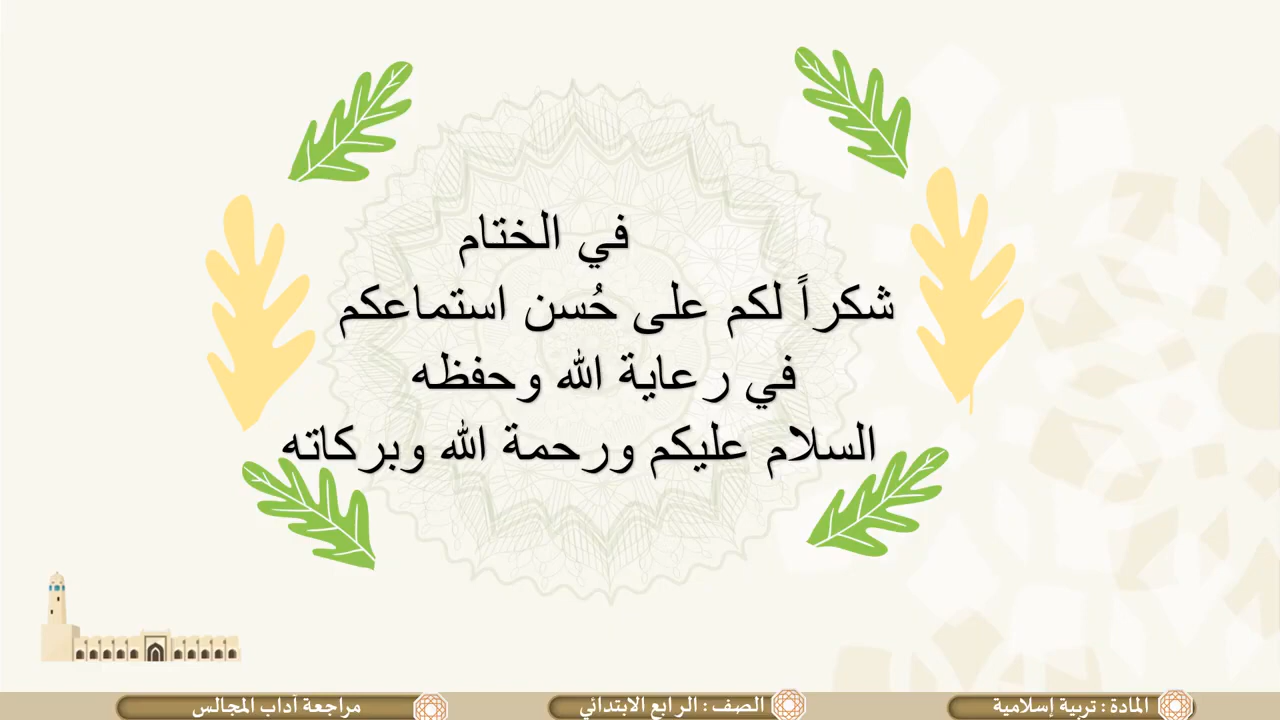 في الختام
شكراً لكم على حُسن استماعكم
في رعاية الله وحفظه
السلام عليكم ورحمة الله وبركاته
المادة : تربية إسلامية
الصف : الرابع الابتدائي
مراجعة آداب المجالس